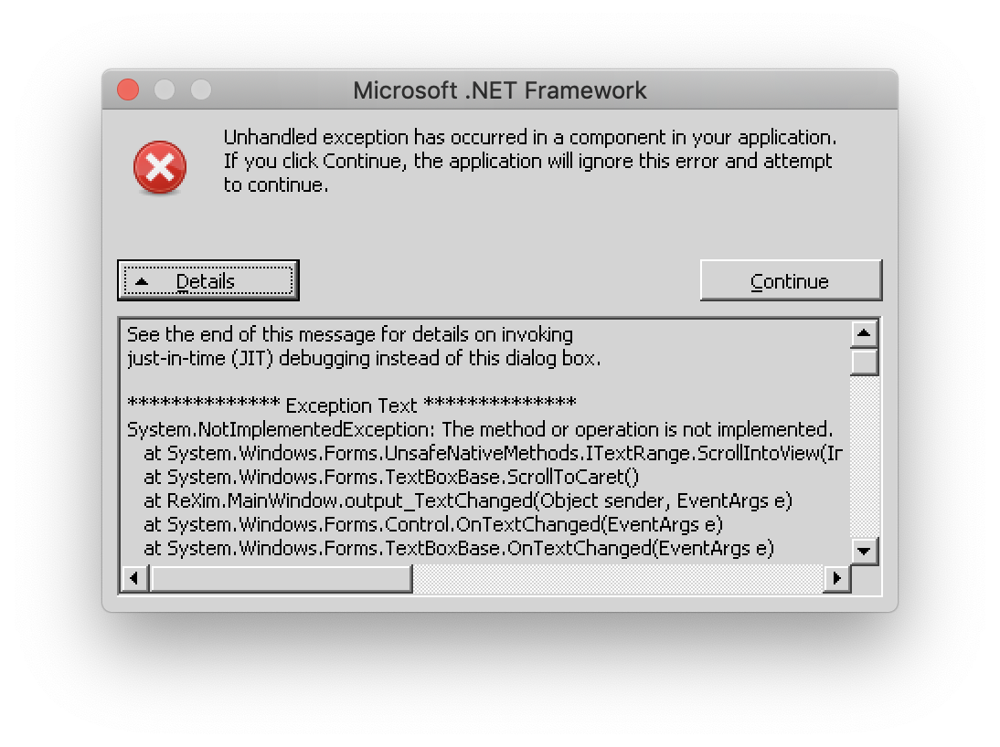 Microsoft .NET Framework
Unhandled exception has occurred in a component in your application.
If you click Continue, the application will ignore this error and attempt
to continue.
Details
Continue
See the end of this message for details on invoking
just-in-time (JIT) debugging instead of this dialog box.
************** Exception Text **************
System.NotImplementedException: The method or operation is not implemented.
at System.Windows.Forms.UnsafeNativeMethods.ITextRange.ScrollIntoView(
at System.Windows.Forms.TextBoxBase.ScrollToCaret()
at ReXim.MainWindow.output_TextChanged(Object sender, EventArgs e)
at System.Windows.Forms.Control.OnTextChanged(EventArgs e)
at System.Windows.Forms.TextBoxBase.OnTextChanged(EventArgs e)